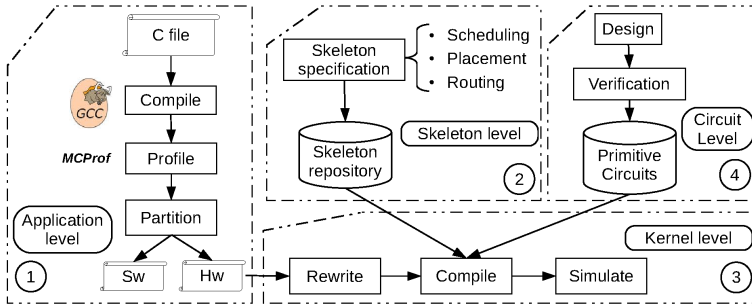 C file
Compile
GCC
MCProf
Profile
Partition
Application
level
1
Sw
Hw
Skeleton
specification
• Scheduling
• Placement
• Routing
Skeleton level
Skeleton
repository
2
Design
Verification
Circuit
Level
Primitive
Circuits
4
Kernel level
Rewrite
Compile
Simulate
3